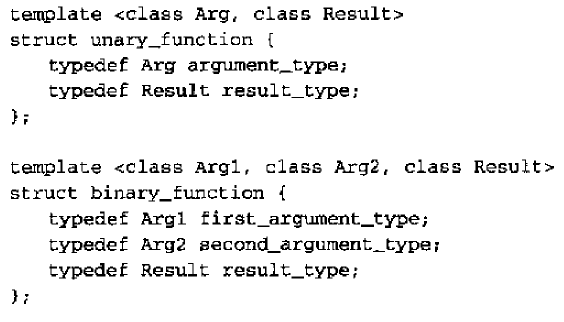 template <class Arg, class Result>
struct unary_function {
    typedef Arg argument_type;
    typedef Result result_type;
};

template <class Arg1, class Arg2, class Result>
struct binary_function {
    typedef Arg1 first_argument_type;
    typedef Arg2 second_argument_type;
    typedef Result result_type;
};